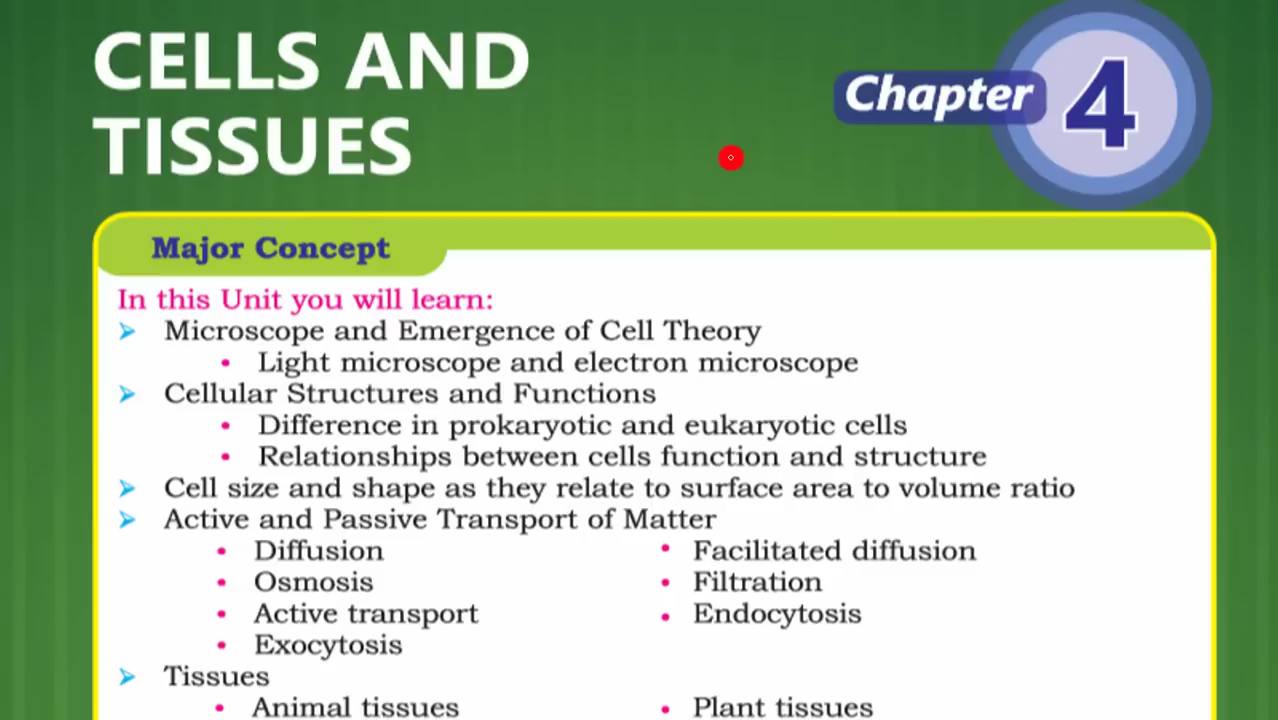 CELLS AND
TISSUES
Chapter 4
Major Concept
In this Unit you will learn:
➢ Microscope and Emergence of Cell Theory
• Light microscope and electron microscope
➢ Cellular Structures and Functions
• Difference in prokaryotic and eukaryotic cells
• Relationships between cells function and structure
➢ Cell size and shape as they relate to surface area to volume ratio
➢ Active and Passive Transport of Matter
• Diffusion • Facilitated diffusion
• Osmosis • Filtration
• Active transport • Endocytosis
• Exocytosis
➢ Tissues
• Animal tissues • Plant tissues